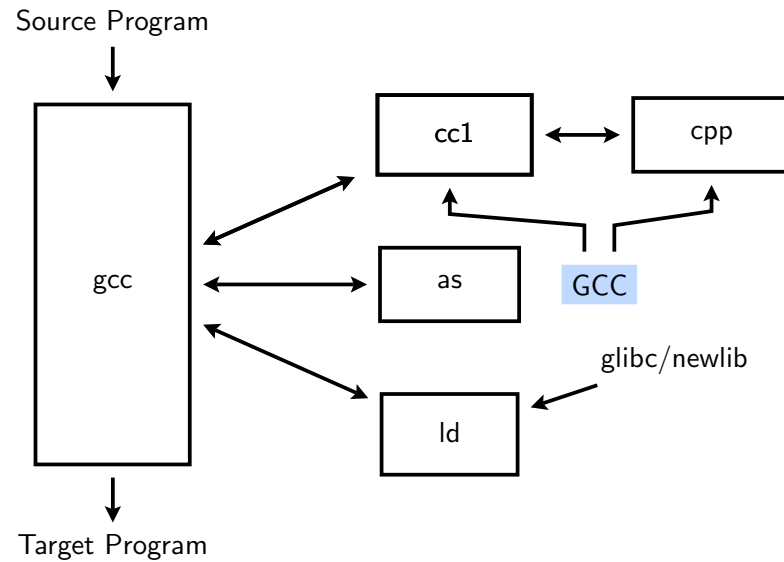 Source Program
cc1
cpp
gcc
as
GCC
glibc/newlib
ld
Target Program